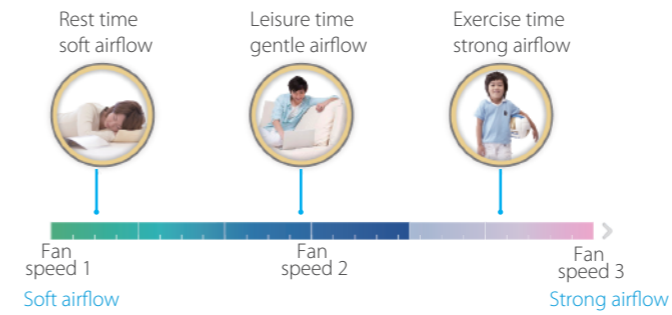 Rest time
soft airflow
Leisure time
gentle airflow
Exercise time
strong airflow
Fan
speed 1
Fan
speed 2
Fan
speed 3
Soft airflow
Strong airflow